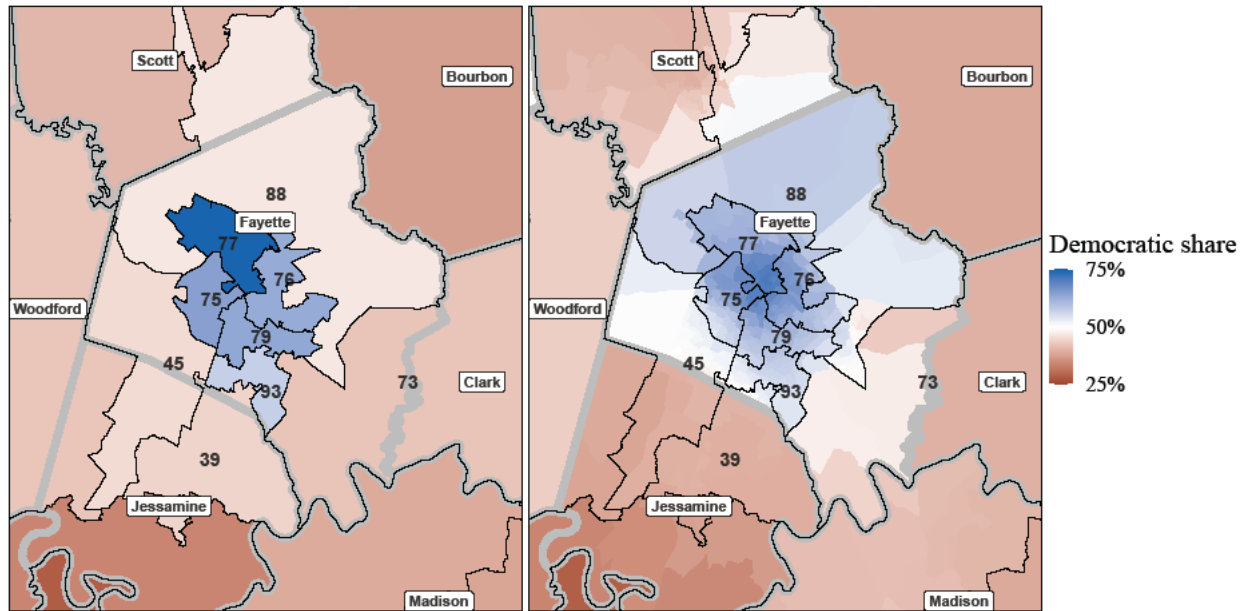 Scott
Bourbon
88
Fayette
77
76
75
Woodford
79
45
73
Clark
93
39
Jessamine
Madison
Scott
Bourbon
88
Fayette
77
76
75
Woodford
79
45
73
Clark
93
39
Jessamine
Madison
Democratic share
75%
50%
25%